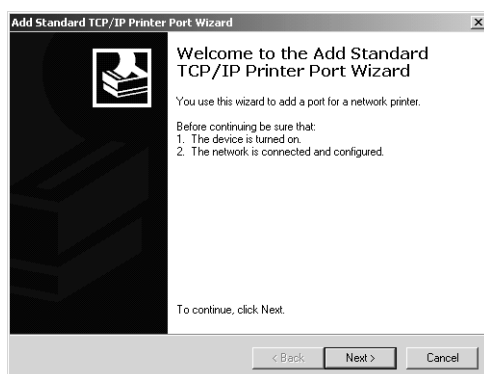 Add Standard TCP/IP Printer Port Wizard
Welcome to the Add Standard
TCP/IP Printer Port Wizard
You use this wizard to add a port for a network printer.
Before continuing be sure that:
1. The device is turned on.
2. The network is connected and configured.
To continue, click Next.
< Back Next > Cancel